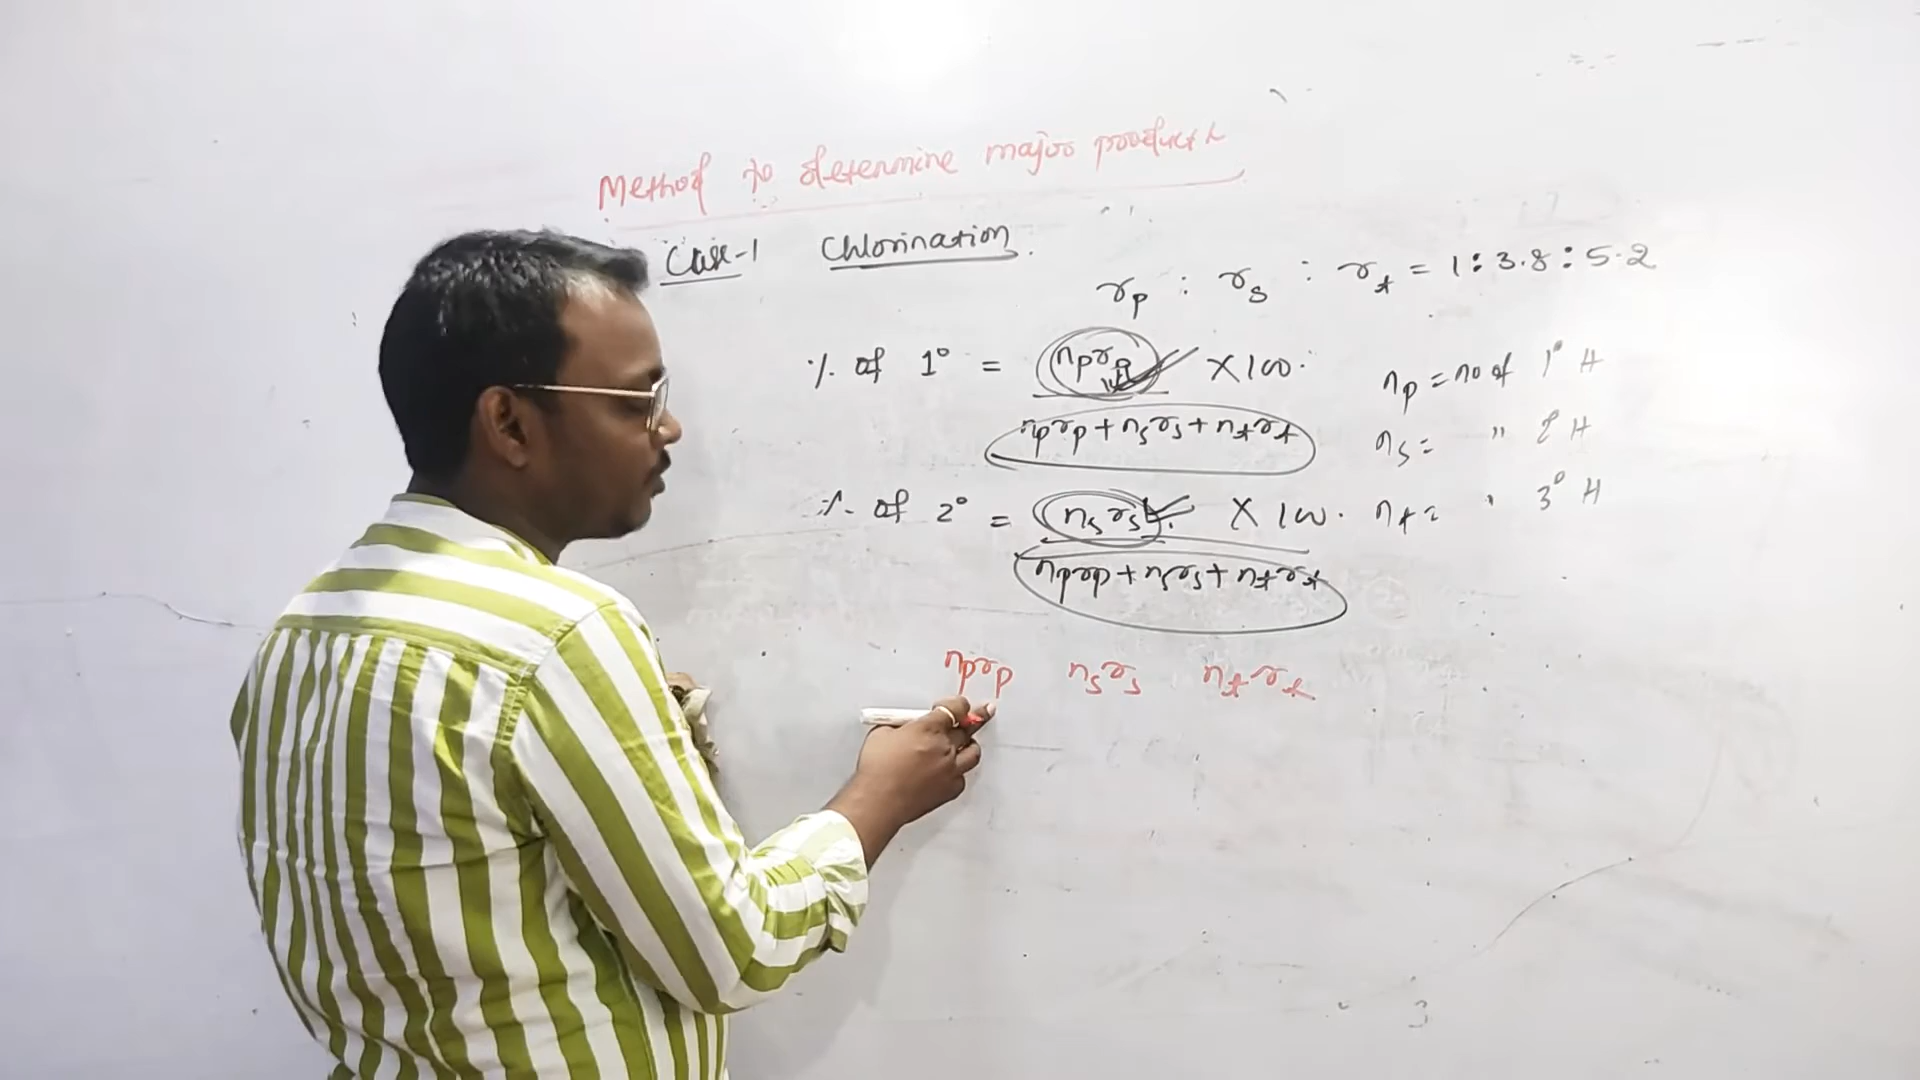 Method to determine major product
Case-1 Chlorination.
rp : rs : rt = 1 : 3.8 : 5.2
% of 1° = nprp × 100.
nprp + nsrs + ntrt
np = no of 1° H
ns = " 2° H
% of 2° = nsrs × 100.
nprp + nsrs + ntrt
nt = " 3° H
nprp nsrs ntrt